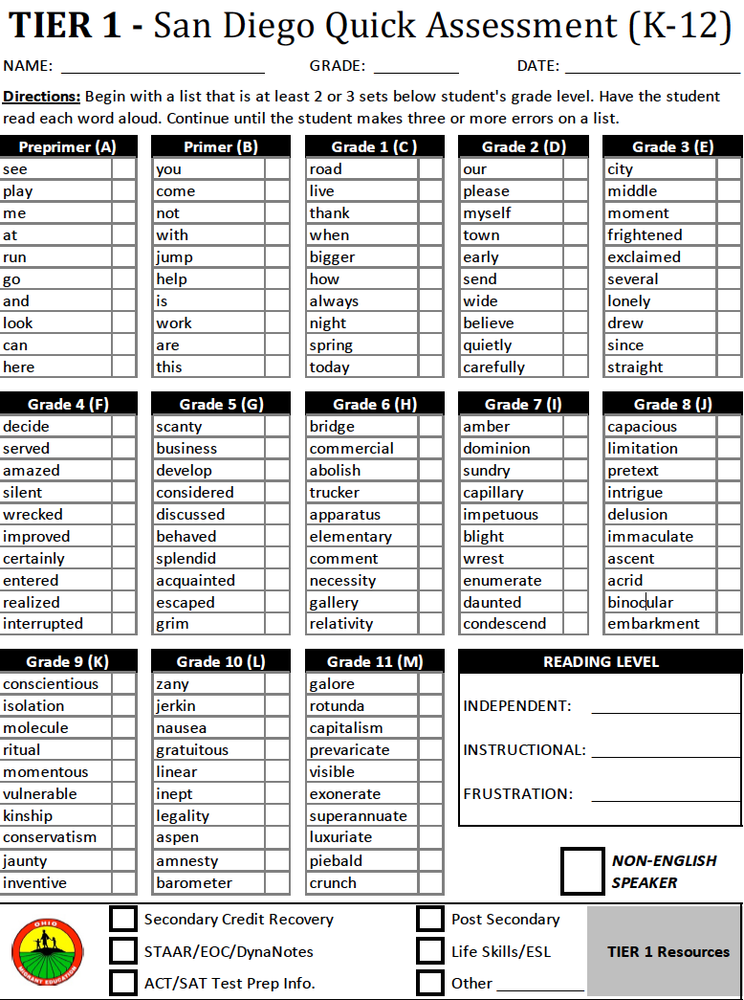 TIER 1 - San Diego Quick Assessment (K-12)
NAME: ____________ GRADE: ____________ DATE: ____________
Directions: Begin with a list that is at least 2 or 3 sets below student's grade level. Have the student
read each word aloud. Continue until the student makes three or more errors on a list.
Preprimer (A)
see
play
me
at
run
go
and
look
can
here
Primer (B)
you
come
not
with
jump
help
is
work
are
this
Grade 1 (C )
road
live
thank
when
bigger
how
always
night
spring
today
Grade 2 (D)
our
please
myself
town
early
send
wide
believe
quietly
carefully
Grade 3 (E)
city
middle
moment
frightened
exclaimed
several
lonely
drew
since
straight
Grade 4 (F)
decide
served
amazed
silent
wrecked
improved
certainly
entered
realized
interrupted
Grade 5 (G)
scanty
business
develop
considered
discussed
behaved
splendid
acquainted
escaped
grim
Grade 6 (H)
bridge
commercial
abolish
trucker
apparatus
elementary
comment
necessity
gallery
relativity
Grade 7 (I)
amber
dominion
sundry
capillary
impetuous
blight
wrest
enumerate
daunted
condescend
Grade 8 (J)
capacious
limitation
pretext
intrigue
delusion
immaculate
ascent
acrid
binocular
embarkment
Grade 9 (K)
conscientious
isolation
molecule
ritual
momentous
vulnerable
kinship
conservatism
jaunty
inventive
Grade 10 (L)
zany
jerkin
nausea
gratuitous
linear
inept
legality
aspen
amnesty
barometer
Grade 11 (M)
galore
rotunda
capitalism
prevaricate
visible
exonerate
superannuate
luxuriate
piebald
crunch
READING LEVEL
INDEPENDENT: ____________
INSTRUCTIONAL: ____________
FRUSTRATION: ____________
NON-ENGLISH
SPEAKER
OHIO
MIGRANT EDUCATION
Secondary Credit Recovery
STAAR/EOC/DynaNotes
ACT/SAT Test Prep Info.
Post Secondary
Life Skills/ESL
Other ____________
TIER 1 Resources